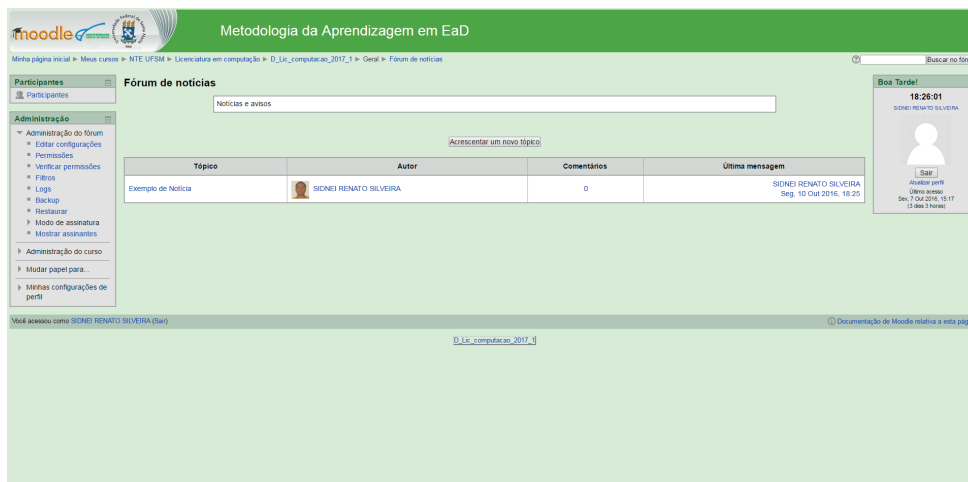 moodle
Metodologia da Aprendizagem em EaD
Minha página inicial ► Meus cursos ► NTE UFSM ► Licenciatura em computação ► D_Lic_computacao_2017_1 ► Geral ► Fórum de notícias
Buscar no fór
Participantes
Participantes
Administração
Administração do fórum
Editar configurações
Permissões
Verificar permissões
Filtros
Logs
Backup
Restaurar
Modo de assinatura
Mostrar assinantes
Administração do curso
Mudar papel para...
Minhas configurações de
perfil
Fórum de notícias
Notícias e avisos
Acrescentar um novo tópico
Tópico Autor Comentários Última mensagem
Exemplo de Notícia SIDNEI RENATO SILVEIRA 0 SIDNEI RENATO SILVEIRA
Seg, 10 Out 2016, 18:25
Boa Tarde!
18:26:01
SIDNEI RENATO SILVEIRA
Sair
Atualizar perfil
Último acesso
Sex, 7 Out 2016, 15:17
(3 dias 3 horas)
Você acessou como SIDNEI RENATO SILVEIRA (Sair)
Documentação de Moodle relativa a esta pág
D_Lic_computacao_2017_1